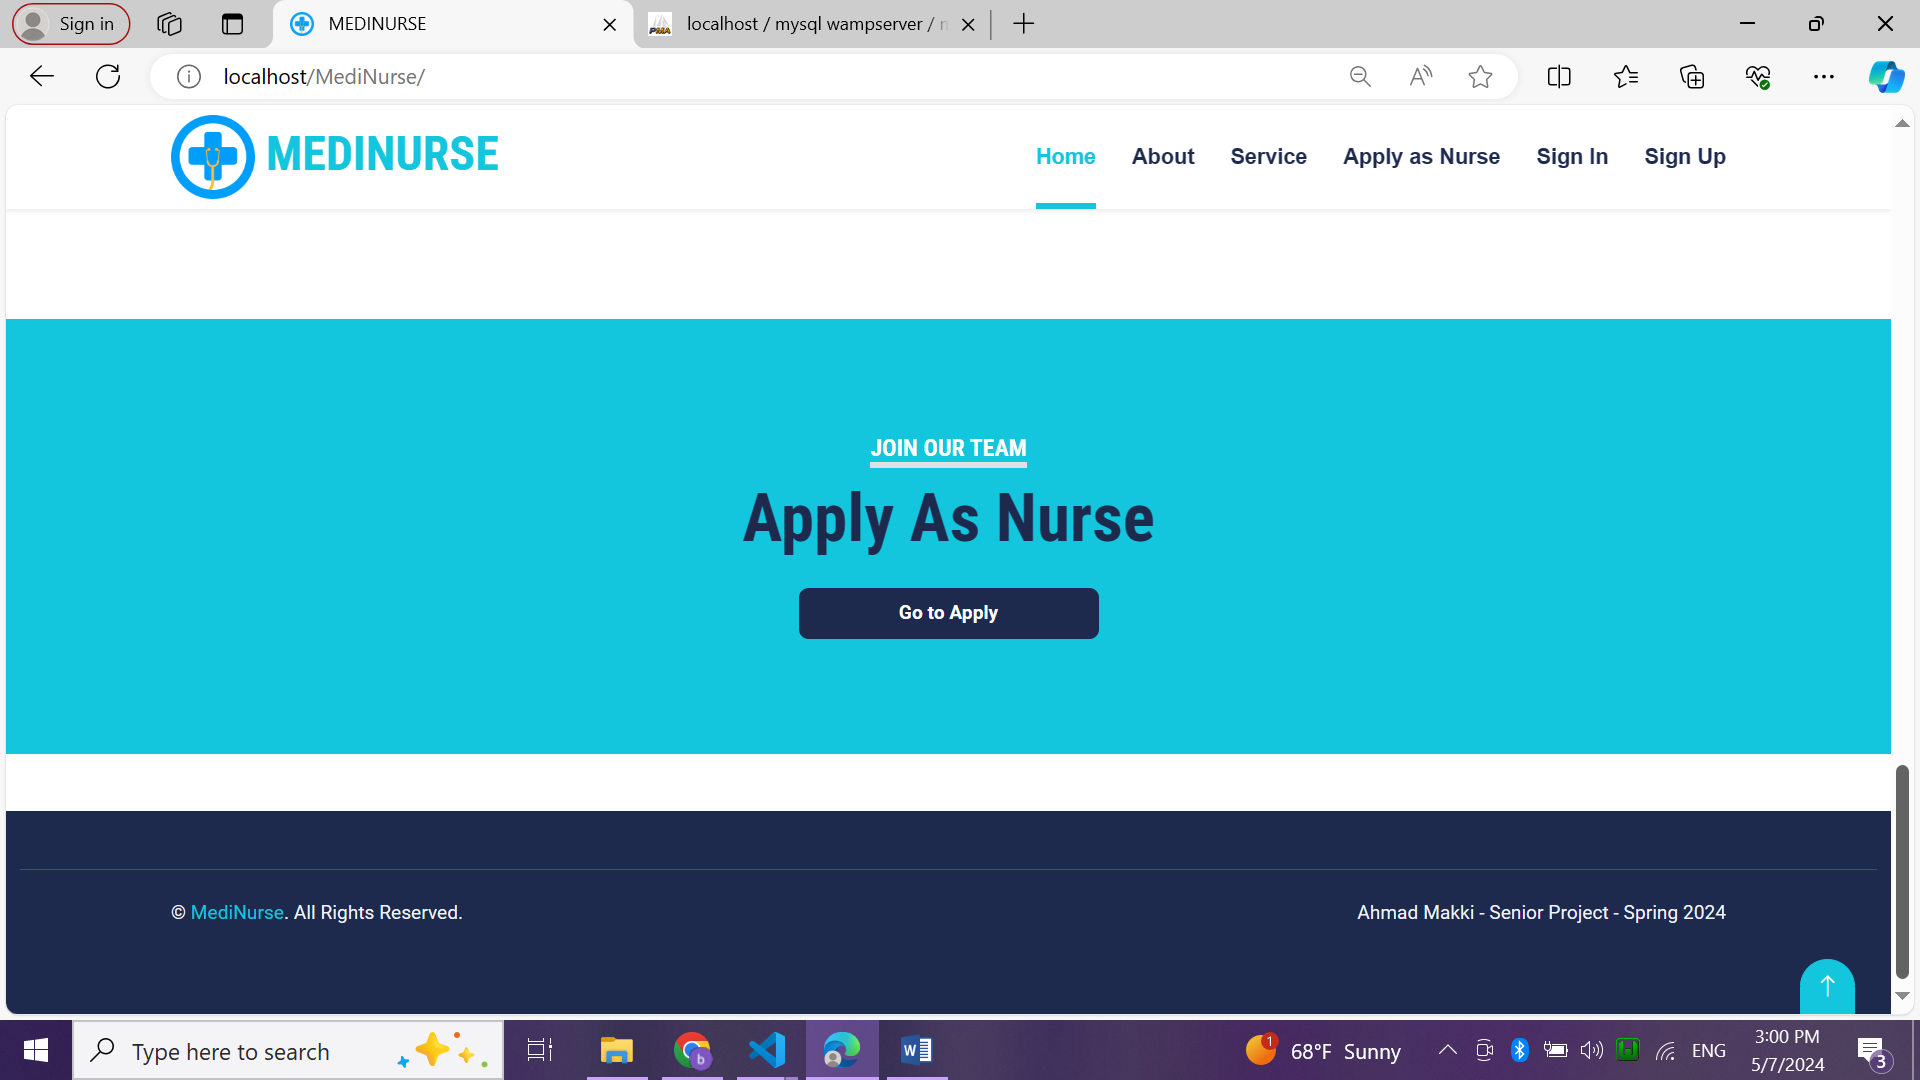 Sign in
MEDINURSE
localhost / mysql wampserver /
localhost/MediNurse/
MEDINURSE
Home
About
Service
Apply as Nurse
Sign In
Sign Up
JOIN OUR TEAM
Apply As Nurse
Go to Apply
© MediNurse. All Rights Reserved.
Ahmad Makki - Senior Project - Spring 2024
Type here to search
1
68°F Sunny
ENG
3:00 PM
5/7/2024
3